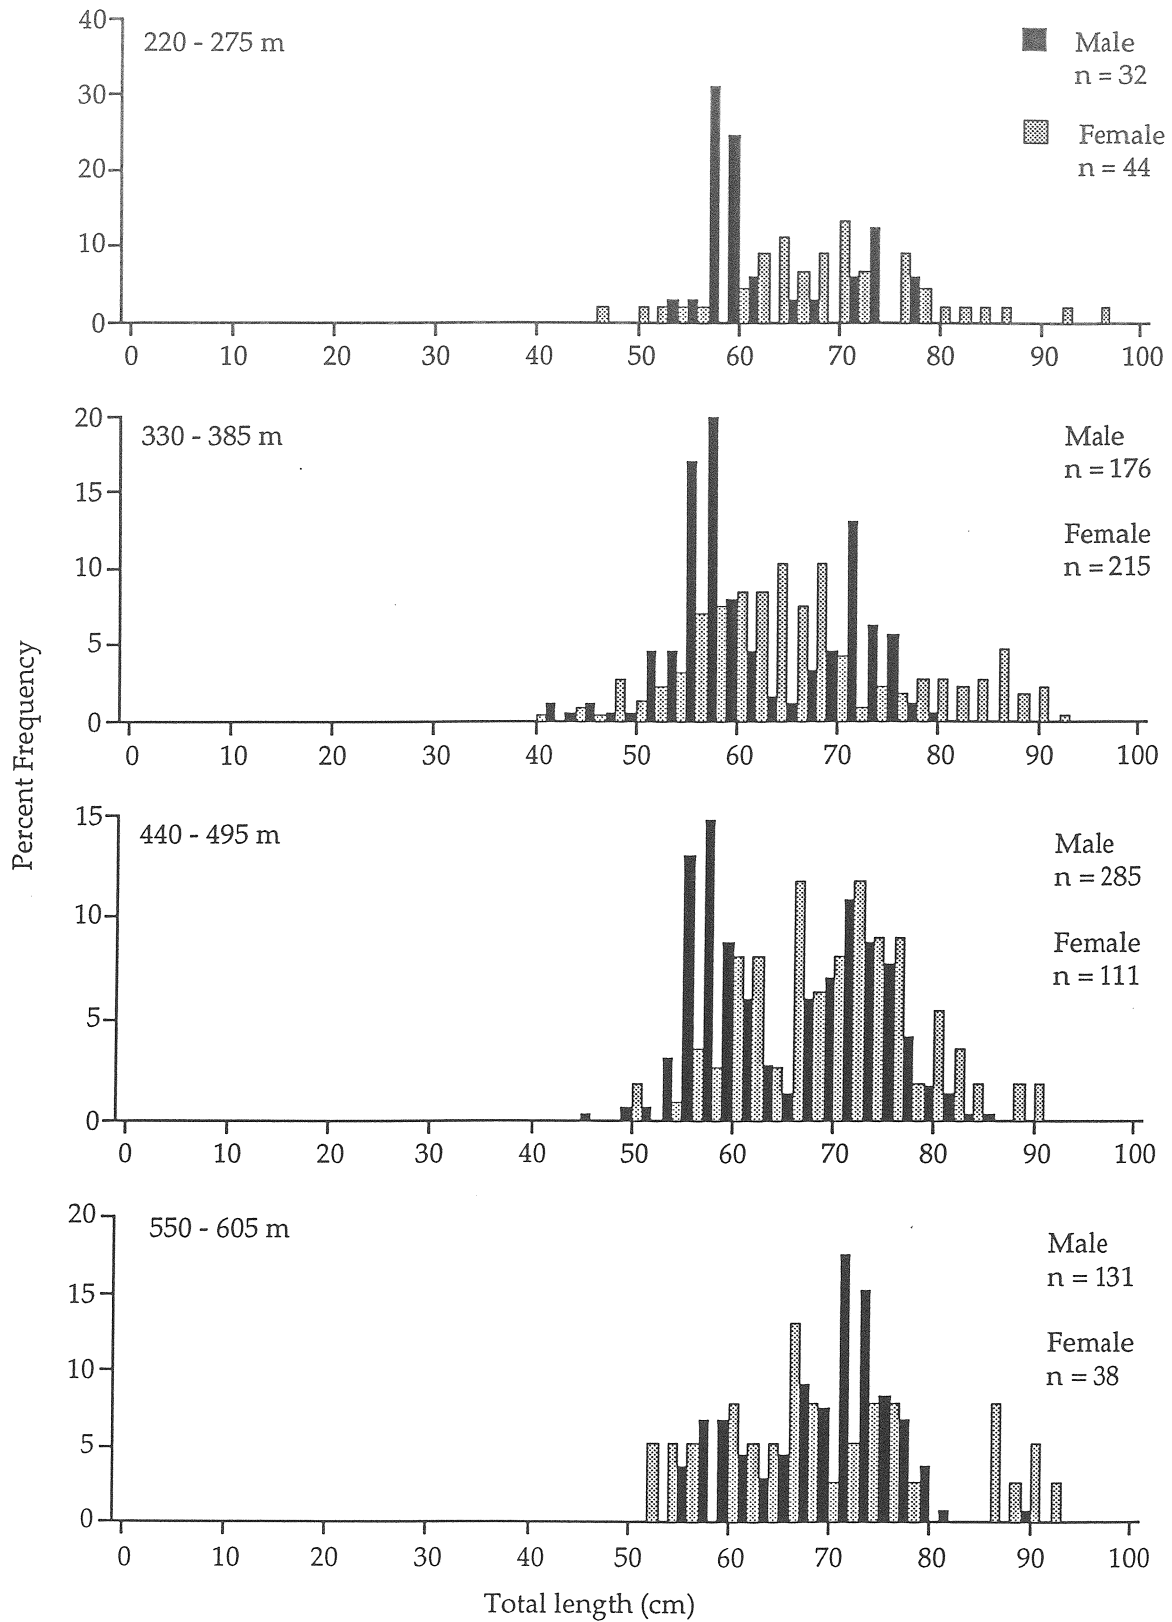 40
220 - 275 m
Male
n = 32
30
Female
n = 44
20
10
0
0 10 20 30 40 50 60 70 80 90 100
20
330 - 385 m
Male
n = 176
15
Female
n = 215
10
5
0
0 10 20 30 40 50 60 70 80 90 100
Percent Frequency
15
440 - 495 m
Male
n = 285
10
Female
n = 111
5
0
0 10 20 30 40 50 60 70 80 90 100
20
550 - 605 m
Male
n = 131
15
Female
n = 38
10
5
0
0 10 20 30 40 50 60 70 80 90 100
Total length (cm)